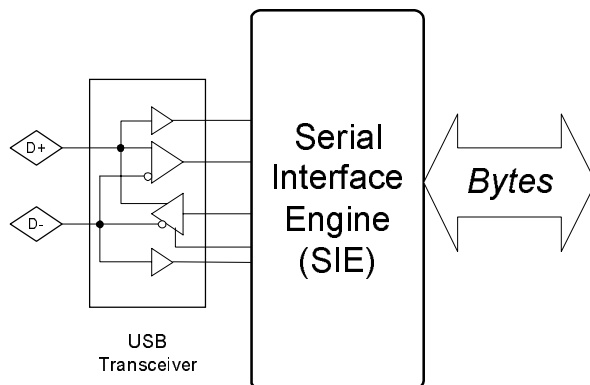 D+
D-
USB
Transceiver
Serial
Interface
Engine
(SIE)
Bytes